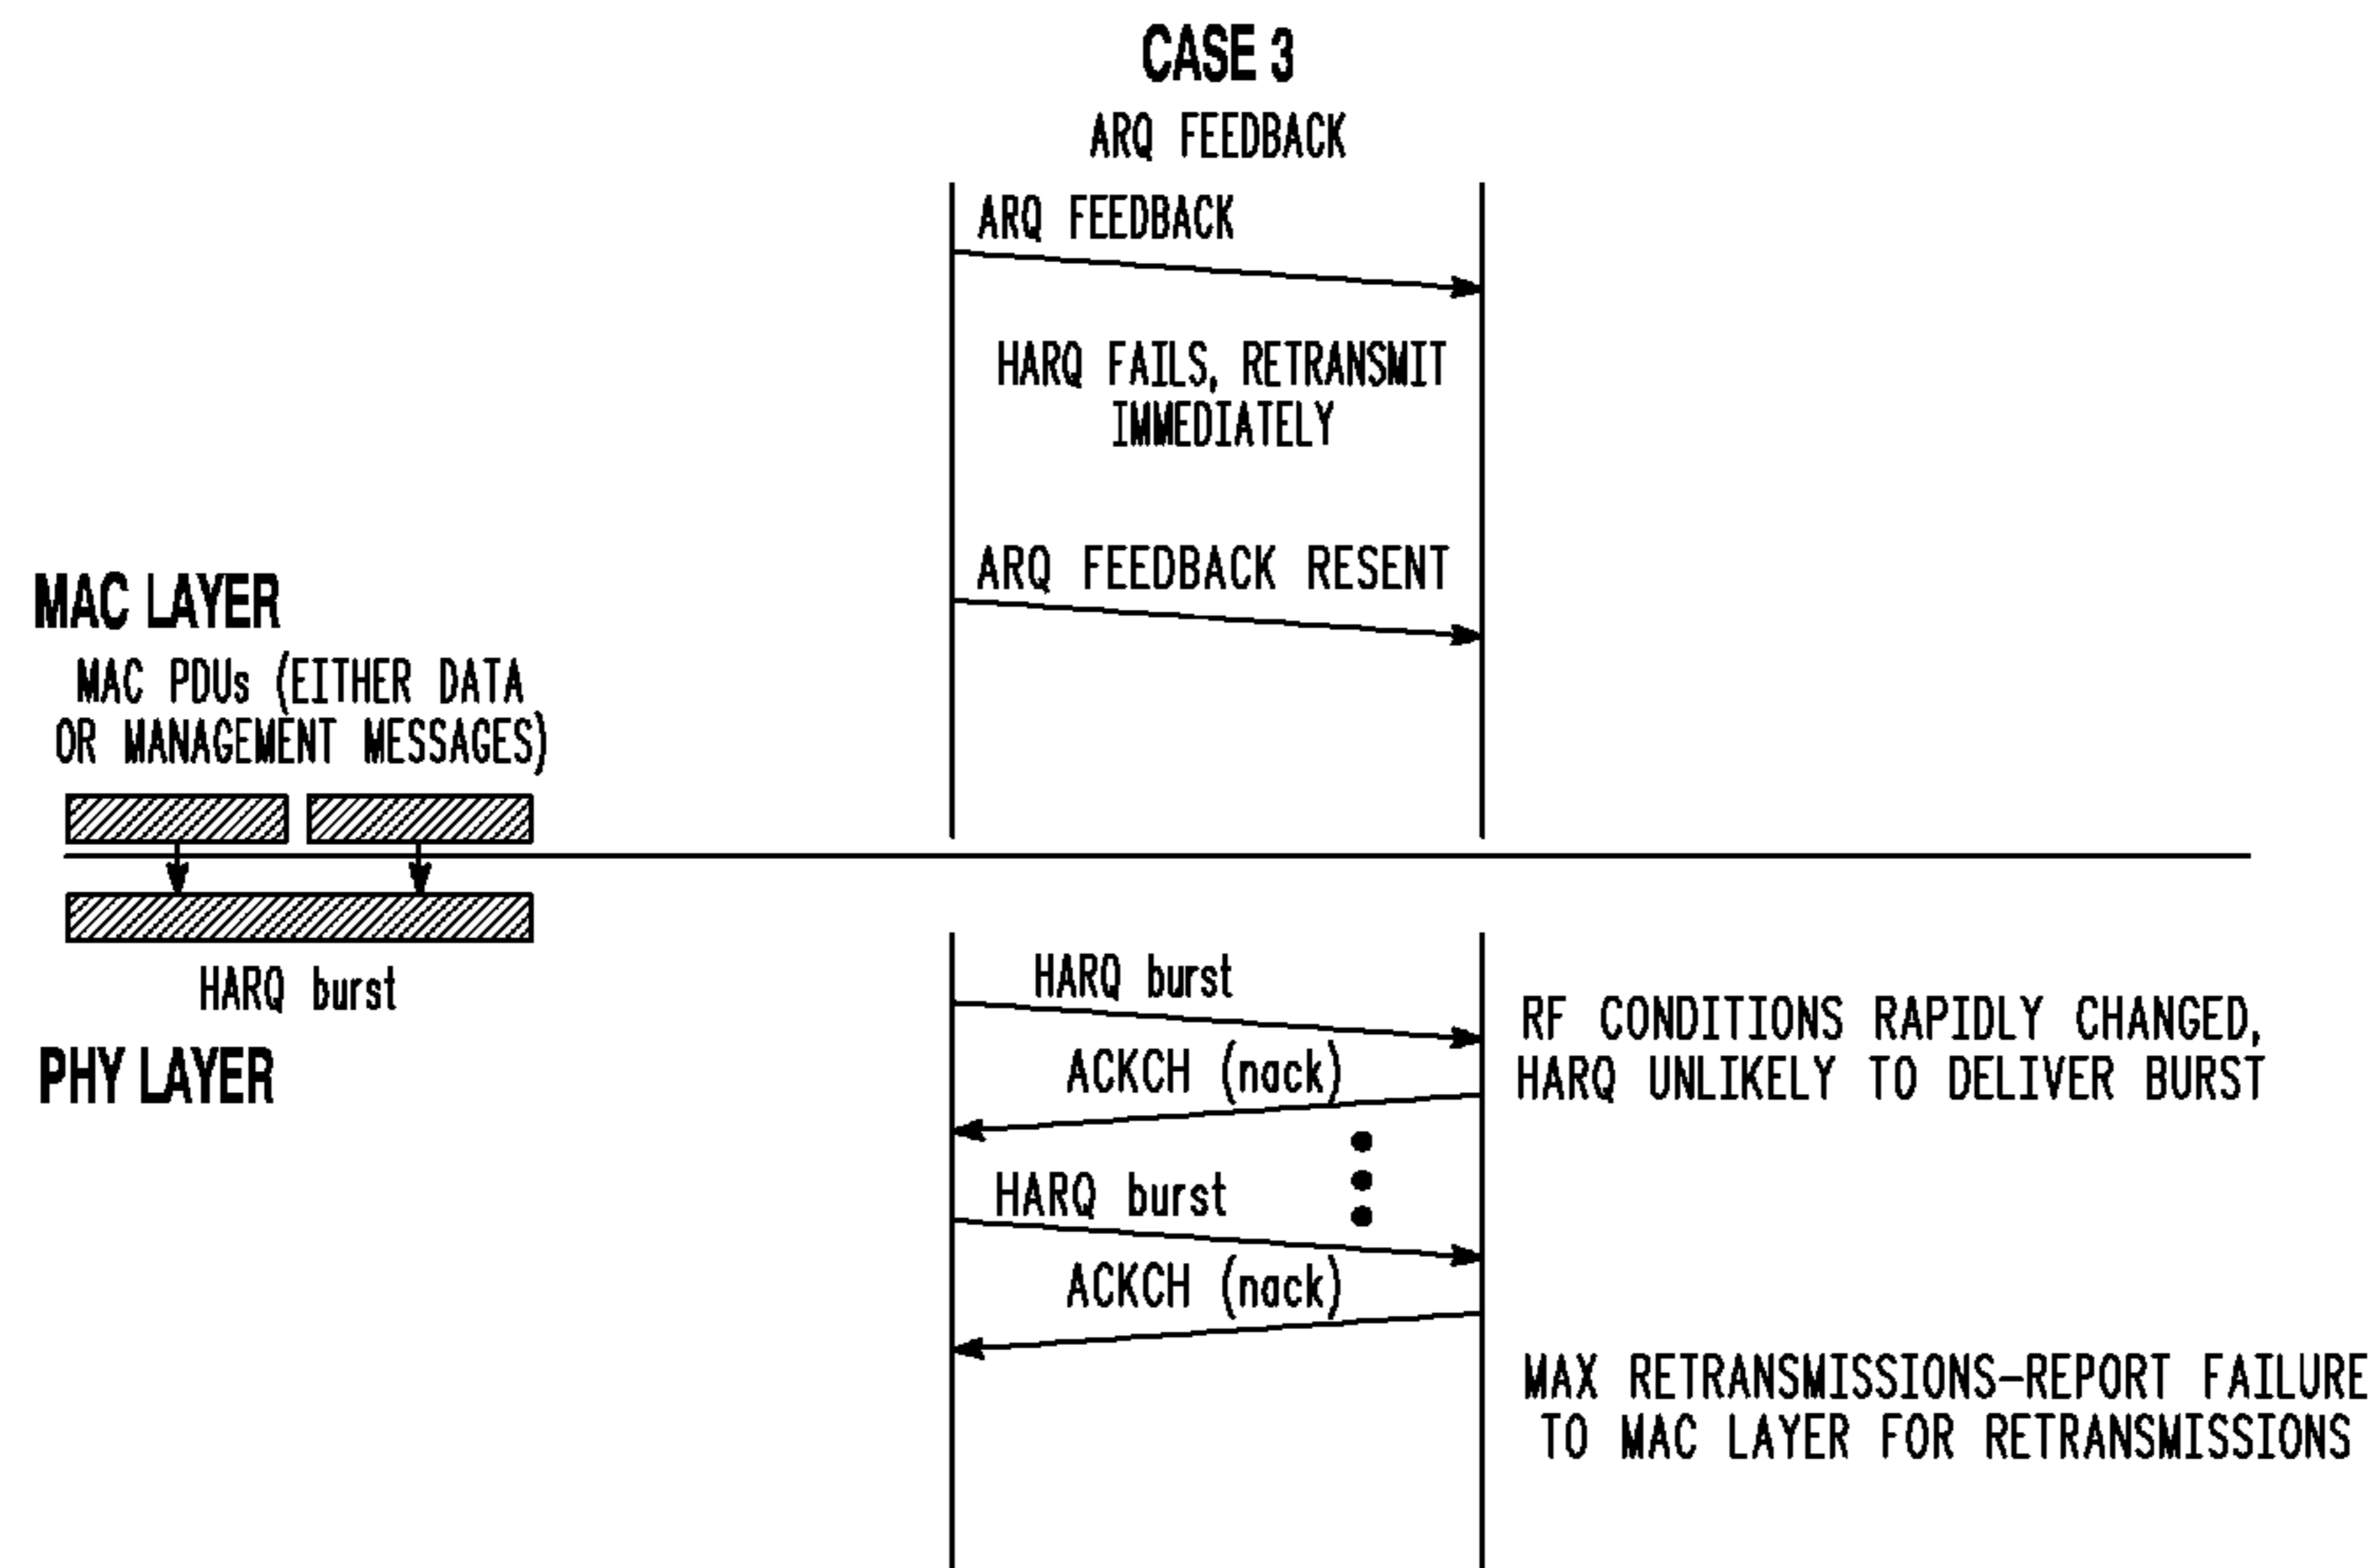 CASE 3
ARQ FEEDBACK
ARQ FEEDBACK
HARQ FAILS, RETRANSMIT
IMMEDIATELY
ARQ FEEDBACK RESENT
MAC LAYER
MAC PDUs (EITHER DATA
OR MANAGEMENT MESSAGES)
HARQ burst
PHY LAYER
HARQ burst
ACKCH (nack)
HARQ burst
ACKCH (nack)
RF CONDITIONS RAPIDLY CHANGED,
HARQ UNLIKELY TO DELIVER BURST
MAX RETRANSMISSIONS-REPORT FAILURE
TO MAC LAYER FOR RETRANSMISSIONS